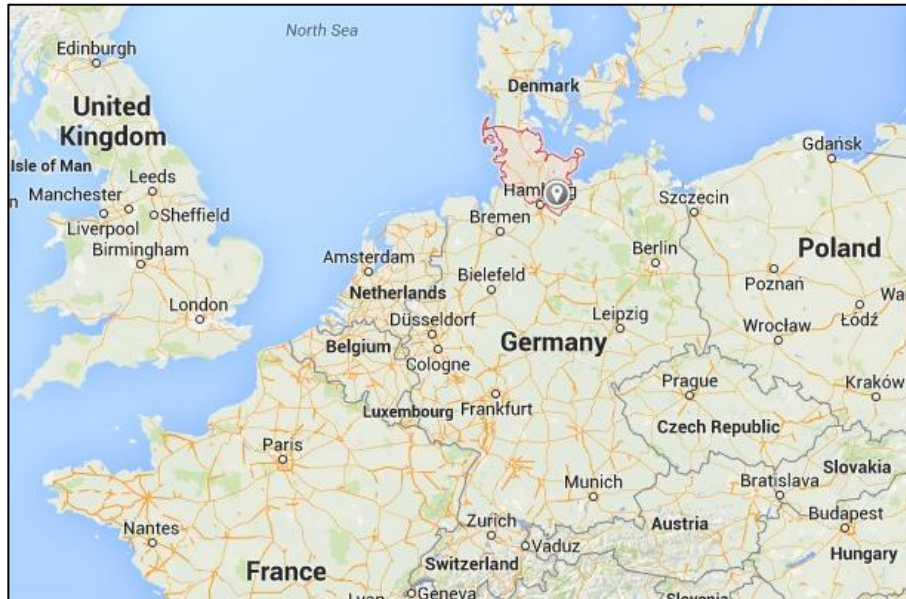 North Sea
Edinburgh
Denmark
United
Kingdom
Isle of Man
Gdańsk
Leeds
Manchester
Hamburg
Szczecin
Sheffield
Liverpool
Bremen
Birmingham
Berlin
Poland
Amsterdam
Bielefeld
Poznań
Netherlands
London
Leipzig
Łódź
Düsseldorf
Wrocław
Belgium
Germany
Cologne
Prague
Kraków
Luxembourg
Frankfurt
Czech Republic
Paris
Slovakia
Munich
Bratislava
Nantes
Zurich
Austria
Budapest
Vaduz
Switzerland
Hungary
France
Geneva